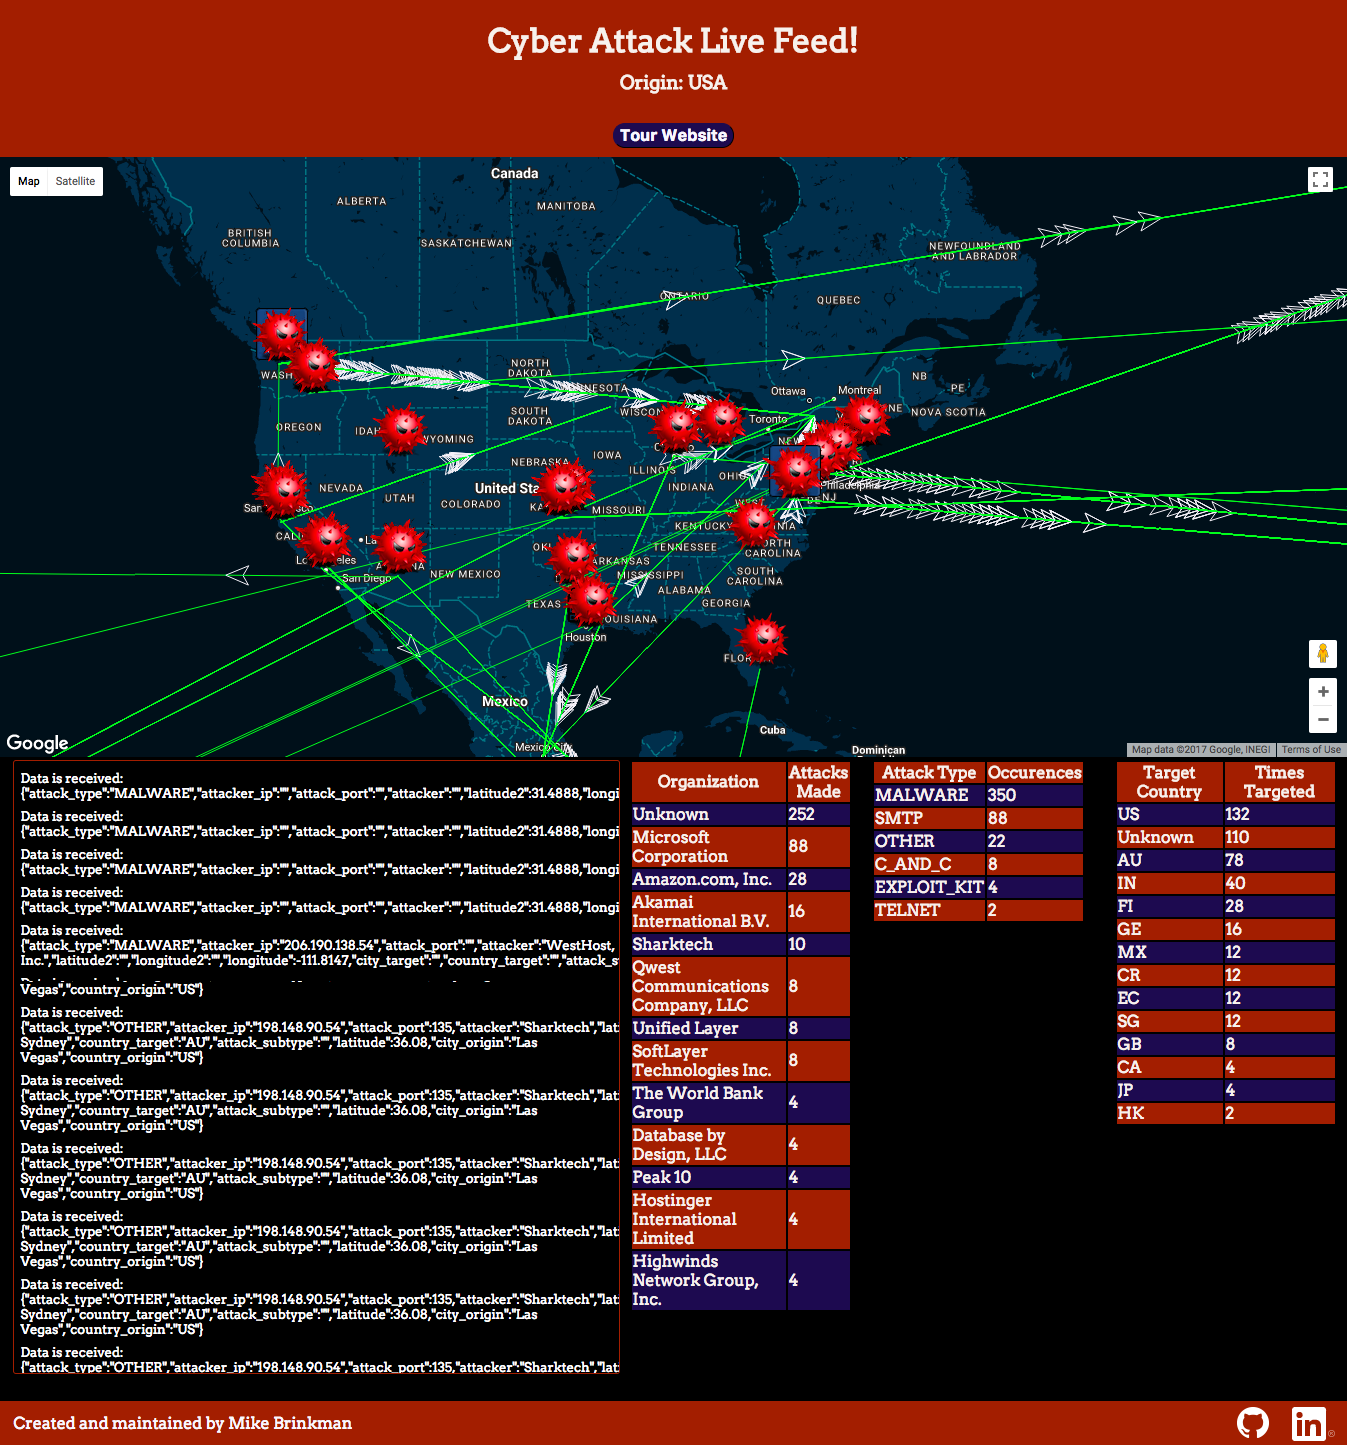 Cyber Attack Live Feed!
Origin: USA
Tour Website
Map
Satellite
Canada
ALBERTA
MANITOBA
BRITISH
COLUMBIA
SASKATCHEWAN
NEWFOUNDLAND
AND LABRADOR
ONTARIO
QUEBEC
NORTH
DAKOTA
NB
PE
Ottawa
Montreal
NOVA SCOTIA
SOUTH
DAKOTA
Toronto
OREGON
WYOMING
IOWA
NEBRASKA
ILLINOIS
OHIO
INDIANA
NEVADA
UTAH
United Sta
COLORADO
MISSOURI
Philadelphia
NJ
KENTUCKY
NORTH
CAROLINA
TENNESSEE
ARKANSAS
MISSISSIPPI
SOUTH
CAROLINA
ALABAMA
GEORGIA
NEW MEXICO
San Diego
TEXAS
Houston
Mexico
Mexico City
Cuba
Dominican
Google
Map data ©2017 Google, INEGI
Terms of Use
Data is received:
{"attack_type":"MALWARE","attacker_ip":"","attack_port":"","attacker":"","latitude2":31.4888,"longi
Data is received:
{"attack_type":"MALWARE","attacker_ip":"","attack_port":"","attacker":"","latitude2":31.4888,"longi
Data is received:
{"attack_type":"MALWARE","attacker_ip":"","attack_port":"","attacker":"","latitude2":31.4888,"longi
Data is received:
{"attack_type":"MALWARE","attacker_ip":"","attack_port":"","attacker":"","latitude2":31.4888,"longi
Data is received:
{"attack_type":"MALWARE","attacker_ip":"206.190.138.54","attack_port":"","attacker":"WestHost,
Inc.","latitude2":"","longitude2":"","longitude":-111.8147,"city_target":"","country_target":"","attack_s
Vegas","country_origin":"US"}
Data is received:
{"attack_type":"OTHER","attacker_ip":"198.148.90.54","attack_port":135,"attacker":"Sharktech","lat
Sydney","country_target":"AU","attack_subtype":"","latitude":36.08,"city_origin":"Las
Vegas","country_origin":"US"}
Data is received:
{"attack_type":"OTHER","attacker_ip":"198.148.90.54","attack_port":135,"attacker":"Sharktech","lat
Sydney","country_target":"AU","attack_subtype":"","latitude":36.08,"city_origin":"Las
Vegas","country_origin":"US"}
Data is received:
{"attack_type":"OTHER","attacker_ip":"198.148.90.54","attack_port":135,"attacker":"Sharktech","lat
Sydney","country_target":"AU","attack_subtype":"","latitude":36.08,"city_origin":"Las
Vegas","country_origin":"US"}
Data is received:
{"attack_type":"OTHER","attacker_ip":"198.148.90.54","attack_port":135,"attacker":"Sharktech","lat
Sydney","country_target":"AU","attack_subtype":"","latitude":36.08,"city_origin":"Las
Vegas","country_origin":"US"}
Data is received:
{"attack_type":"OTHER","attacker_ip":"198.148.90.54","attack_port":135,"attacker":"Sharktech","lat
Sydney","country_target":"AU","attack_subtype":"","latitude":36.08,"city_origin":"Las
Vegas","country_origin":"US"}
Data is received:
{"attack_type":"OTHER","attacker_ip":"198.148.90.54","attack_port":135,"attacker":"Sharktech","lat
Organization
Attacks
Made
Unknown 252
Microsoft
Corporation 88
Amazon.com, Inc. 28
Akamai
International B.V. 16
Sharktech 10
Qwest
Communications
Company, LLC 8
Unified Layer 8
SoftLayer
Technologies Inc. 8
The World Bank
Group 4
Database by
Design, LLC 4
Peak 10 4
Hostinger
International
Limited 4
Highwinds
Network Group,
Inc. 4
Attack Type Occurences
MALWARE 350
SMTP 88
OTHER 22
C_AND_C 8
EXPLOIT_KIT 4
TELNET 2
Target
Country
Times
Targeted
US 132
Unknown 110
AU 78
IN 40
FI 28
GE 16
MX 12
CR 12
EC 12
SG 12
GB 8
CA 4
JP 4
HK 2
Created and maintained by Mike Brinkman
in